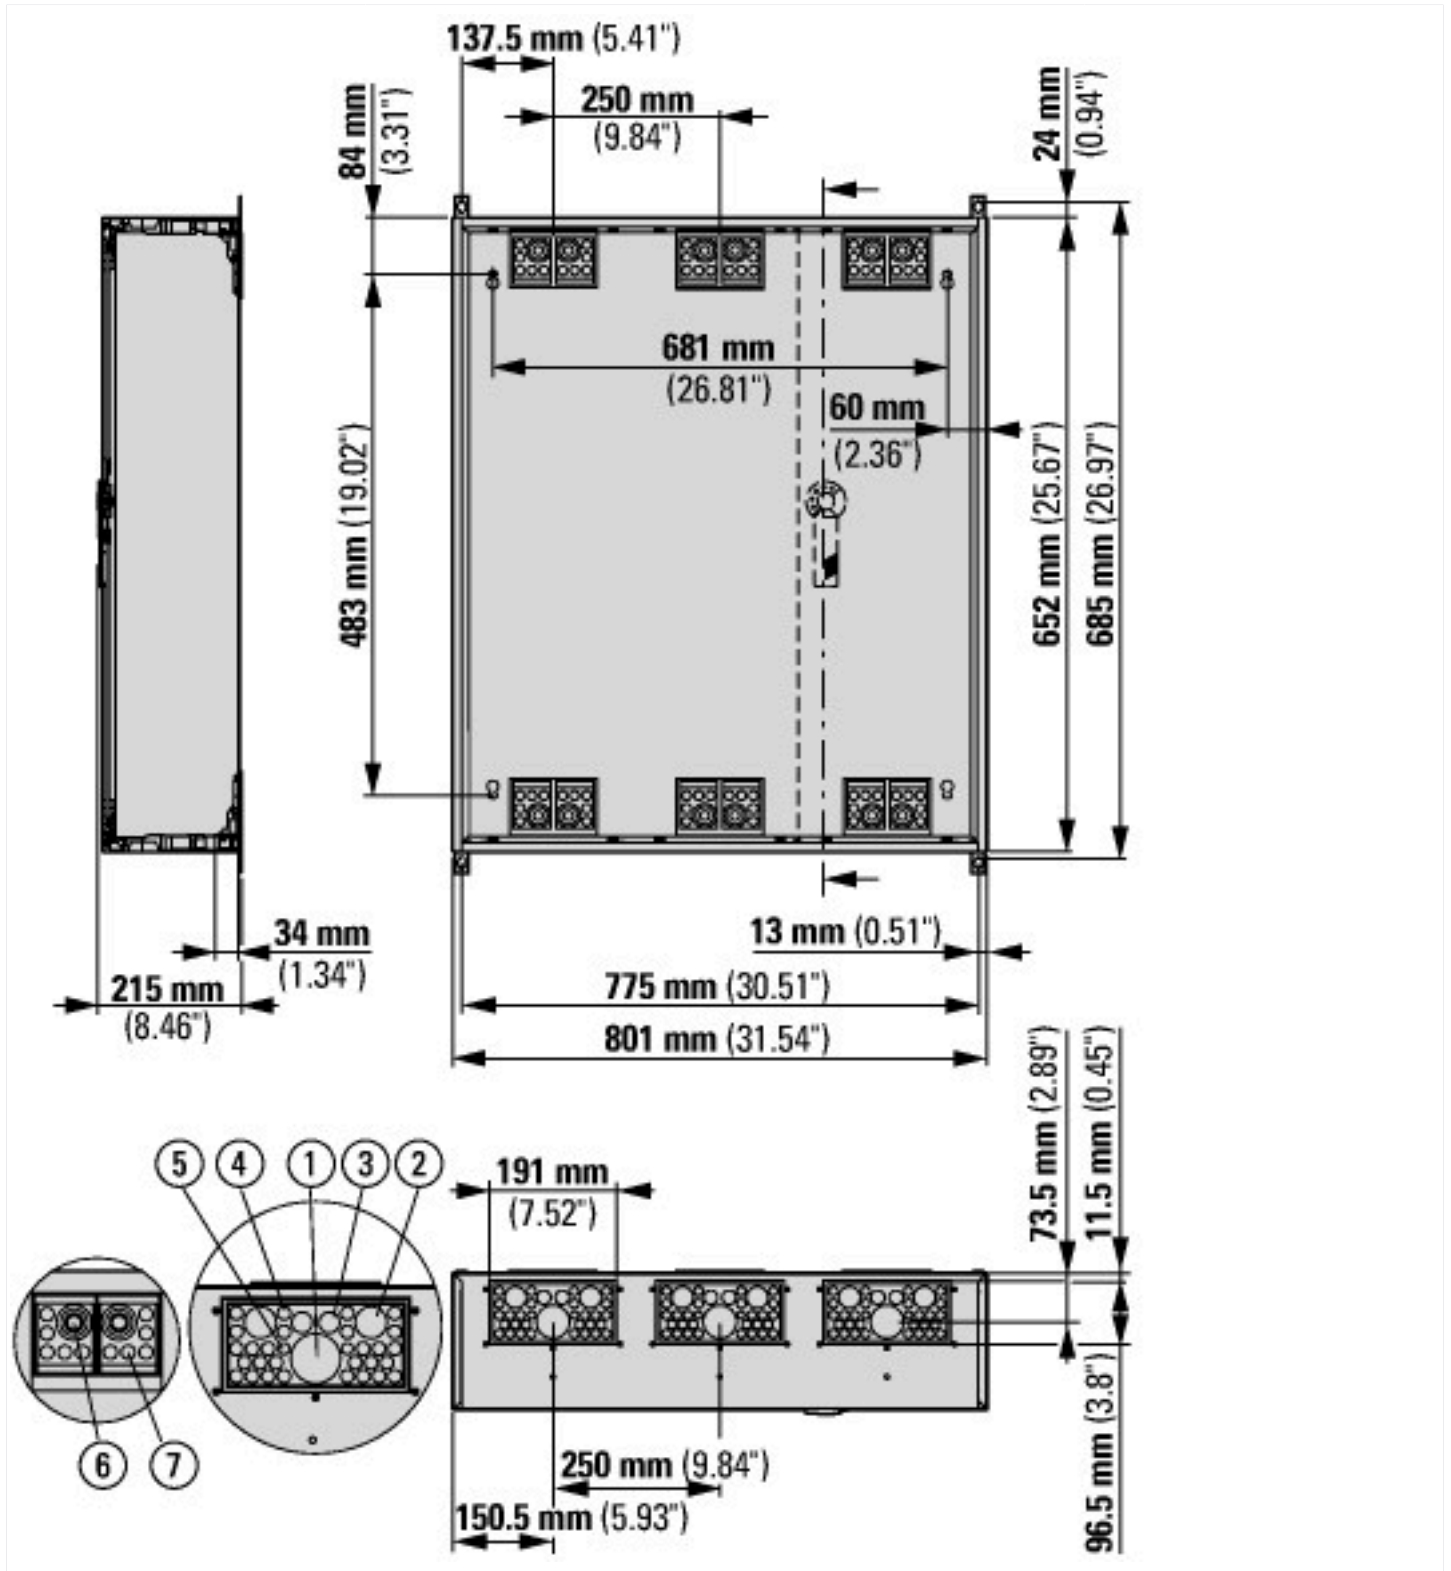 137.5 mm (5.41")
250 mm
(9.84")
84 mm
(3.31")
24 mm
(0.94")
681 mm
(26.81")
60 mm
(2.36")
483 mm (19.02")
652 mm (25.67")
685 mm (26.97")
34 mm
(1.34")
215 mm
(8.46")
13 mm (0.51")
775 mm (30.51")
801 mm (31.54")
73.5 mm (2.89")
11.5 mm (0.45")
5 4 1 3 2
191 mm
(7.52")
6 7
250 mm (9.84")
150.5 mm (5.93")
96.5 mm (3.8")